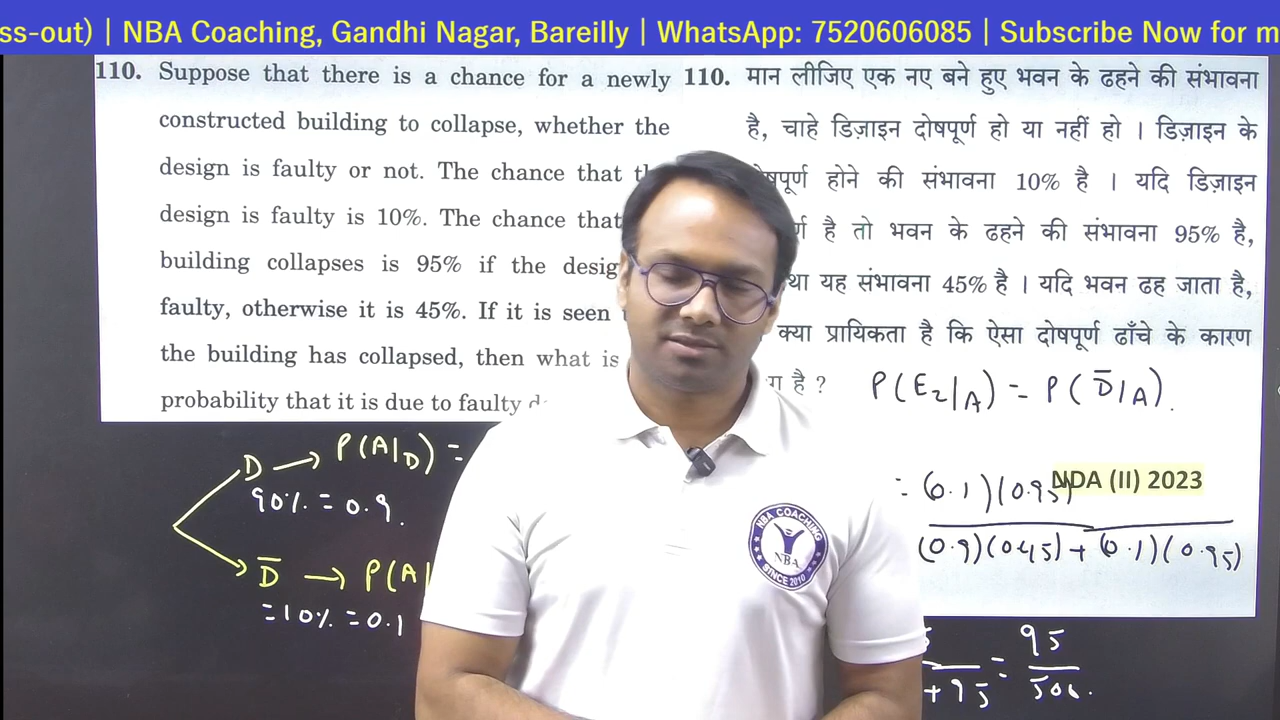 ss-out) | NBA Coaching, Gandhi Nagar, Bareilly | WhatsApp: 7520606085 | Subscribe Now for m
110. Suppose that there is a chance for a newly
constructed building to collapse, whether the
design is faulty or not. The chance that
design is faulty is 10%. The chance that
building collapses is 95% if the
faulty, otherwise it is 45%. If it is seen
the building has collapsed, then what is
probability that it is due to faulty
110. मान लीजिए एक नए बने हुए भवन के ढहने की संभावना
है, चाहे डिज़ाइन दोषपूर्ण हो या नहीं हो । डिज़ाइन के
होने की संभावना 10% है । यदि डिज़ाइन
है तो भवन के ढहने की संभावना 95% है,
यह संभावना 45% है । यदि भवन ढह जाता है,
क्या प्रायिकता है कि ऐसा दोषपूर्ण ढाँचे के कारण
है ?
P(E₂/A) = P(D̄/A).
NDA (II) 2023
= (0.1)(0.95)
(0.9)(0.45) + (0.1)(0.95)
= 95
+ 95
D → P(A/D) =
90% = 0.9.
D̄ → P(A
= 10% = 0.1
NBA COACHING
NBA
SINCE 2010